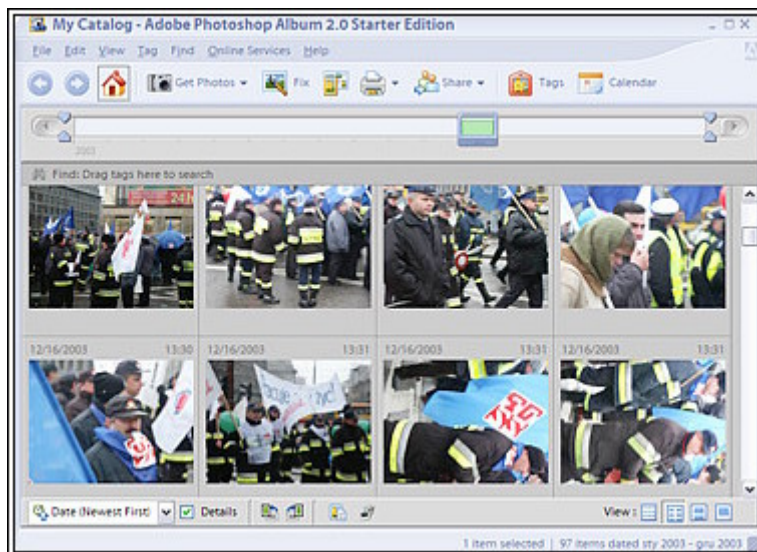 My Catalog - Adobe Photoshop Album 2.0 Starter Edition
File Edit View Tag Find Online Services Help
Get Photos Fix Share Tags Calendar
2003
Find: Drag tags here to search
24
12/16/2003 13:30 12/16/2003 13:31 12/16/2003 13:31 12/16/2003 13:31
Date (Newest First) Details View:
1 item selected | 97 items dated sty 2003 - gru 2003